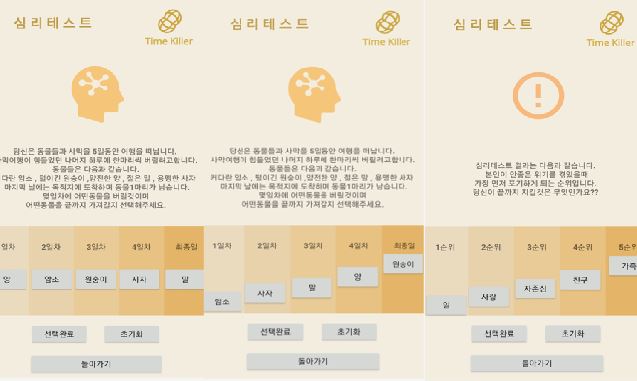 심리테스트
Time Killer
당신은 동물들과 사막을 5일동안 여행을 떠납니다.
막여행이 힘들었던 나머지 하루에 한마리씩 버릴려고합니다.
동물들은 다음과 같습니다.
다란 암소 , 털이긴 원숭이 ,얌전한 양 , 젊은 말 , 용맹한 사자
마지막 날에는 목적지에 도착하며 동물1마리가 남습니다.
몇일차에 어떤동물을 버릴것이며
어떤동물을 끝까지 가져갈지 선택해주세요.
일차 2일차 3일차 4일차 최종일
양 암소 원숭이 사자 말
선택완료 초기화
돌아가기
심리테스트
Time Killer
당신은 동물들과 사막을 5일동안 여행을 떠납니다.
사막여행이 힘들었던 나머지 하루에 한마리씩 버릴려고합니다.
동물들은 다음과 같습니다.
커다란 암소 , 털이긴 원숭이 ,얌전한 양 , 젊은 말 , 용맹한 사자
마지막 날에는 목적지에 도착하며 동물1마리가 남습니다.
몇일차에 어떤동물을 버릴것이며
어떤동물을 끝까지 가져갈지 선택해주세요.
1일차 2일차 3일차 4일차 최종일
암소 사자 말 양 원숭이
선택완료 초기화
돌아가기
심리테스트
Time Killer
심리테스트 결과는 다음과 같습니다.
본인이 안좋은 위기를 겪었을때
가장 먼저 포기하게 되는 순위입니다.
당신이 끝까지 지킬것은 무엇인가요??
1순위 2순위 3순위 4순위 5순위
일 사랑 자존심 친구 가족
선택완료 초기화
돌아가기